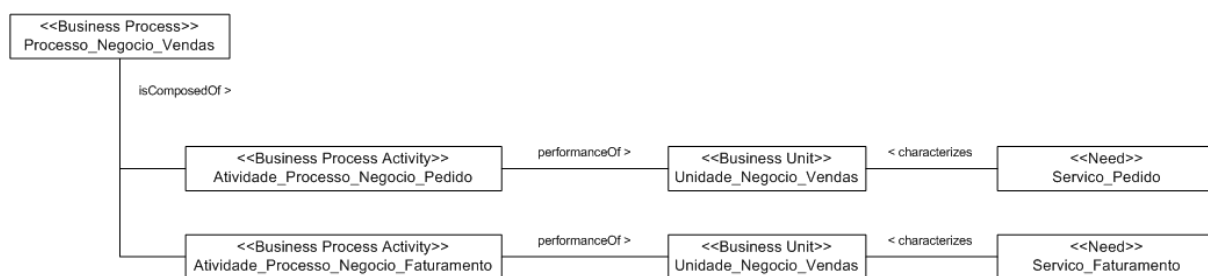 <<Business Process>>
Processo_Negocio_Vendas
isComposedOf >
<<Business Process Activity>>
Atividade_Processo_Negocio_Pedido
performanceOf >
<<Business Unit>>
Unidade_Negocio_Vendas
< characterizes
<<Need>>
Servico_Pedido
<<Business Process Activity>>
Atividade_Processo_Negocio_Faturamento
performanceOf >
<<Business Unit>>
Unidade_Negocio_Vendas
< characterizes
<<Need>>
Servico_Faturamento